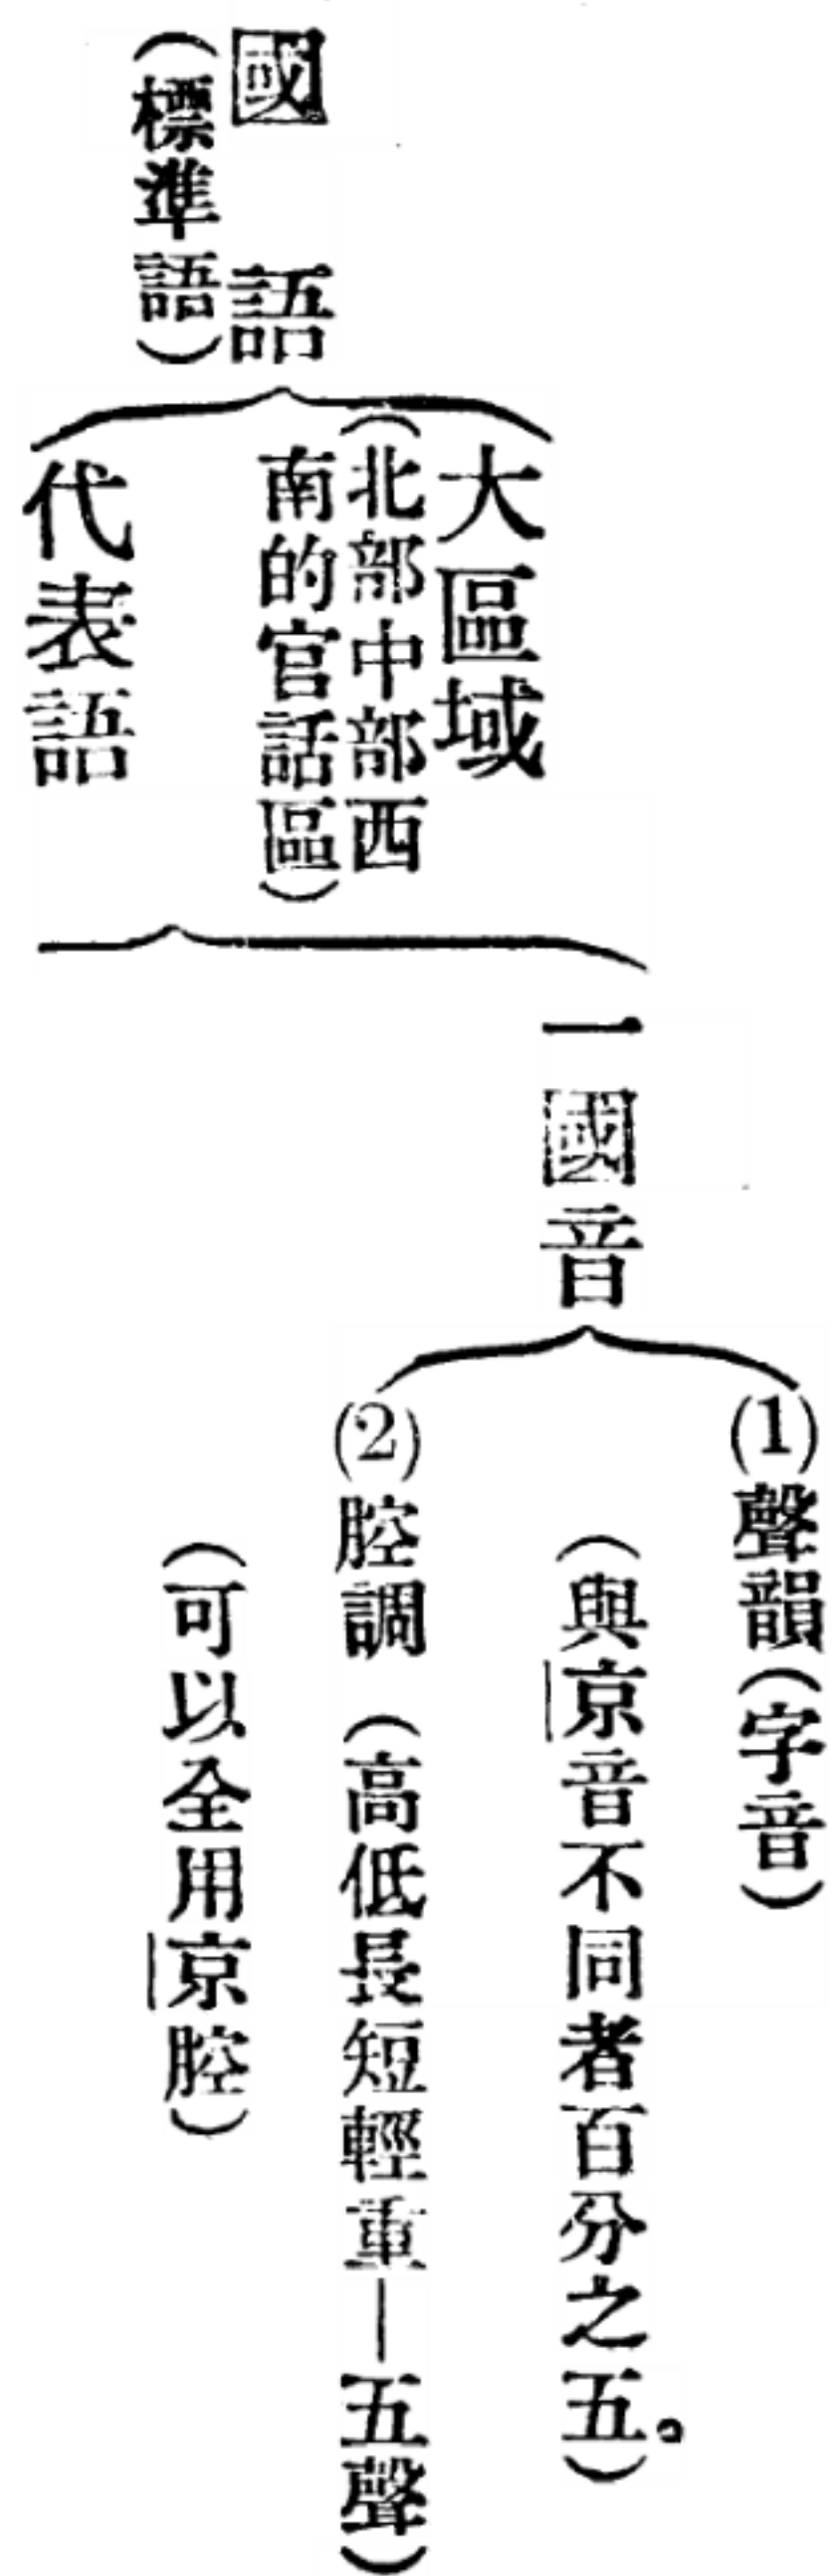 國語
（標準語）
大區域
（北部中部西
南的官話區）
代表語
一國音
(1)聲韻（字音）
（與京音不同者百分之五。）
(2)腔調（高低長短輕重—五聲）
（可以全用京腔）